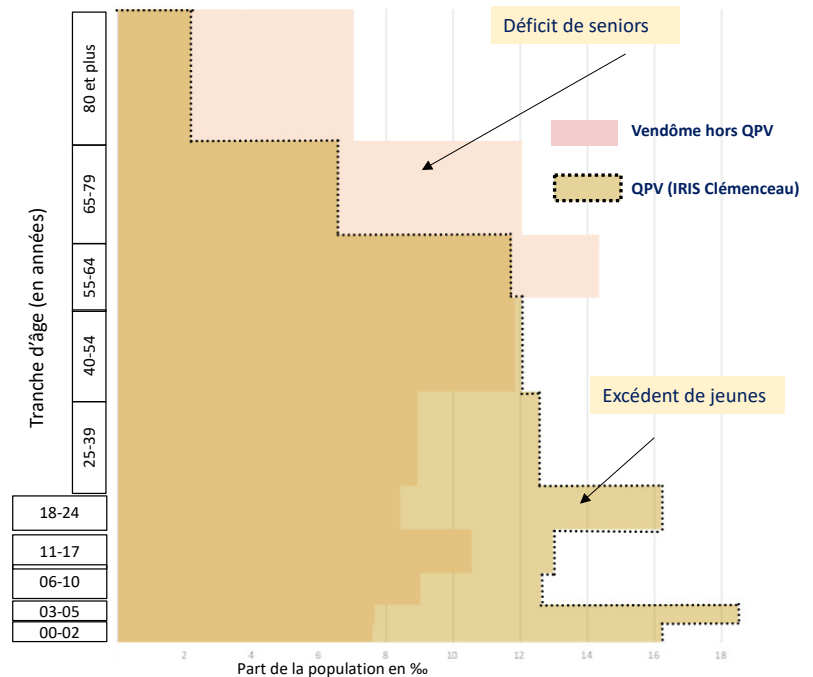 Déficit de seniors
Vendôme hors QPV
QPV (IRIS Clémenceau)
Excédent de jeunes
Tranche d'âge (en années)
80 et plus
65-79
55-64
40-54
25-39
18-24
11-17
06-10
03-05
00-02
2 4 6 8 10 12 14 16 18
Part de la population en ‰